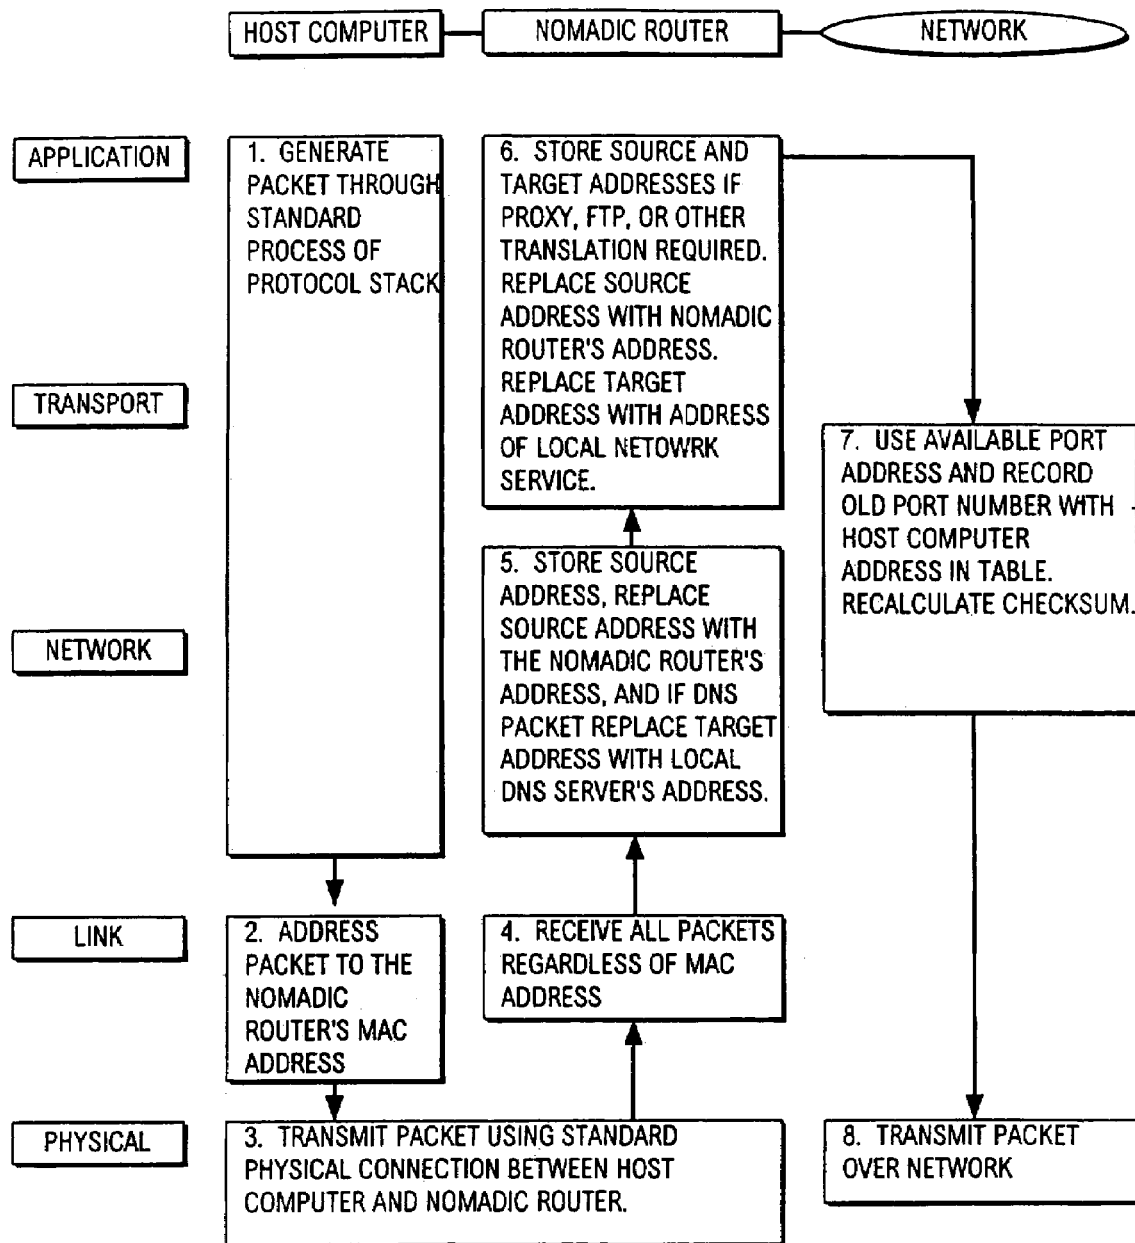 HOST COMPUTER
NOMADIC ROUTER
NETWORK
APPLICATION
1. GENERATE
PACKET THROUGH
STANDARD
PROCESS OF
PROTOCOL STACK
6. STORE SOURCE AND
TARGET ADDRESSES IF
PROXY, FTP, OR OTHER
TRANSLATION REQUIRED.
REPLACE SOURCE
ADDRESS WITH NOMADIC
ROUTER'S ADDRESS.
REPLACE TARGET
ADDRESS WITH ADDRESS
OF LOCAL NETOWRK
SERVICE.
TRANSPORT
7. USE AVAILABLE PORT
ADDRESS AND RECORD
OLD PORT NUMBER WITH
HOST COMPUTER
ADDRESS IN TABLE.
RECALCULATE CHECKSUM.
NETWORK
5. STORE SOURCE
ADDRESS, REPLACE
SOURCE ADDRESS WITH
THE NOMADIC ROUTER'S
ADDRESS, AND IF DNS
PACKET REPLACE TARGET
ADDRESS WITH LOCAL
DNS SERVER'S ADDRESS.
LINK
2. ADDRESS
PACKET TO THE
NOMADIC
ROUTER'S MAC
ADDRESS
4. RECEIVE ALL PACKETS
REGARDLESS OF MAC
ADDRESS
PHYSICAL
3. TRANSMIT PACKET USING STANDARD
PHYSICAL CONNECTION BETWEEN HOST
COMPUTER AND NOMADIC ROUTER.
8. TRANSMIT PACKET
OVER NETWORK